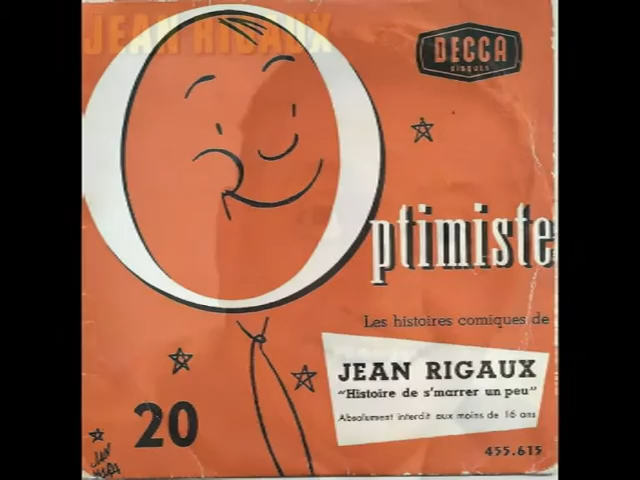 JEAN RIGAUX
DECCA
DISQUES
Optimiste
Les histoires comiques de
JEAN RIGAUX
"Histoire de s'marrer un peu"
Absolument interdit aux moins de 16 ans
20
455.615
JAN